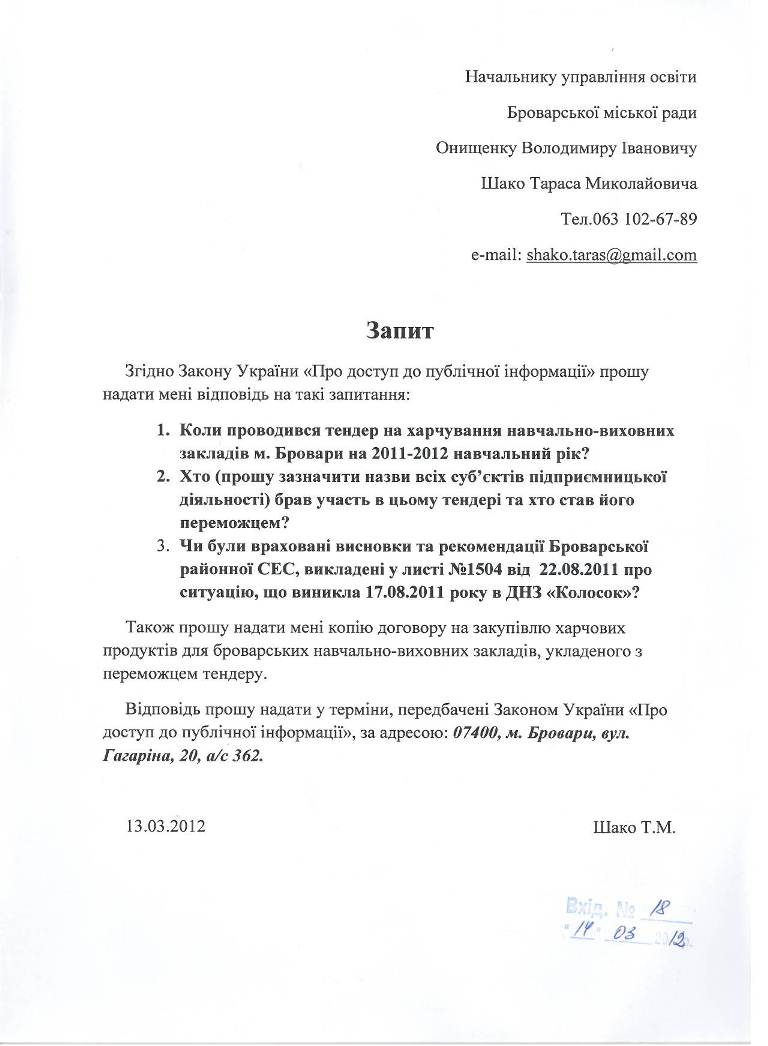 Начальнику управління освіти
Броварської міської ради
Онищенку Володимиру Івановичу
Шако Тараса Миколайовича
Тел.063 102-67-89
e-mail: shako.taras@gmail.com
Запит
Згідно Закону України «Про доступ до публічної інформації» прошу
надати мені відповідь на такі запитання:
1. Коли проводився тендер на харчування навчально-виховних
закладів м. Бровари на 2011-2012 навчальний рік?
2. Хто (прошу зазначити назви всіх суб’єктів підприємницької
діяльності) брав участь в цьому тендері та хто став його
переможцем?
3. Чи були враховані висновки та рекомендації Броварської
районної СЕС, викладені у листі №1504 від 22.08.2011 про
ситуацію, що виникла 17.08.2011 року в ДНЗ «Колосок»?
Також прошу надати мені копію договору на закупівлю харчових
продуктів для броварських навчально-виховних закладів, укладеного з
переможцем тендеру.
Відповідь прошу надати у терміни, передбачені Законом України «Про
доступ до публічної інформації», за адресою: 07400, м. Бровари, вул.
Гагаріна, 20, а/с 362.
13.03.2012 Шако Т.М.
Вхід. № 18
"14" 03 2012р.